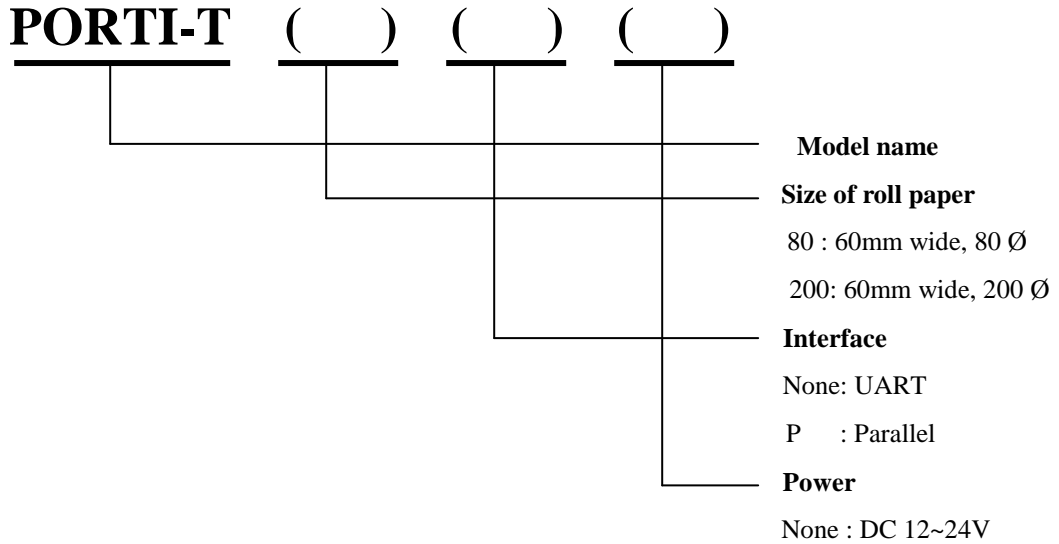 PORTI-T ( ) ( ) ( )
Model name
Size of roll paper
80 : 60mm wide, 80 Ø
200: 60mm wide, 200 Ø
Interface
None: UART
P : Parallel
Power
None : DC 12~24V